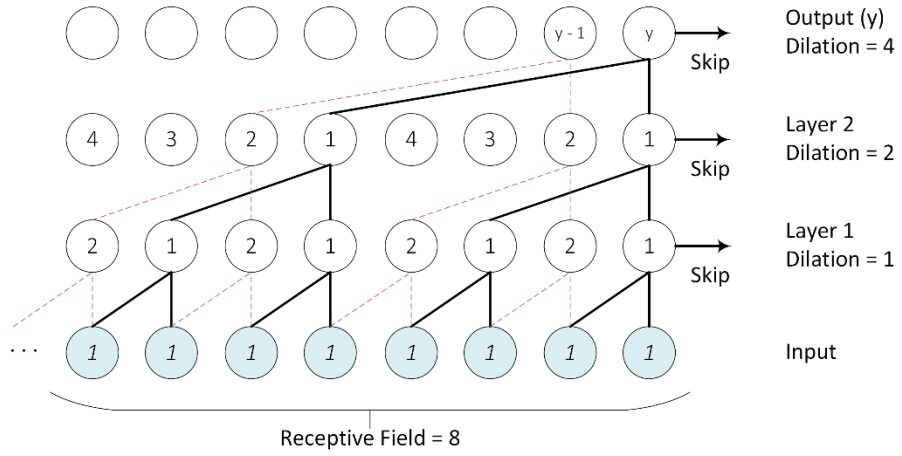 y - 1 y Output (y)
Dilation = 4
Skip
4 3 2 1 4 3 2 1 Layer 2
Dilation = 2
Skip
2 1 2 1 2 1 2 1 Layer 1
Dilation = 1
Skip
... 1 1 1 1 1 1 1 1 Input
Receptive Field = 8